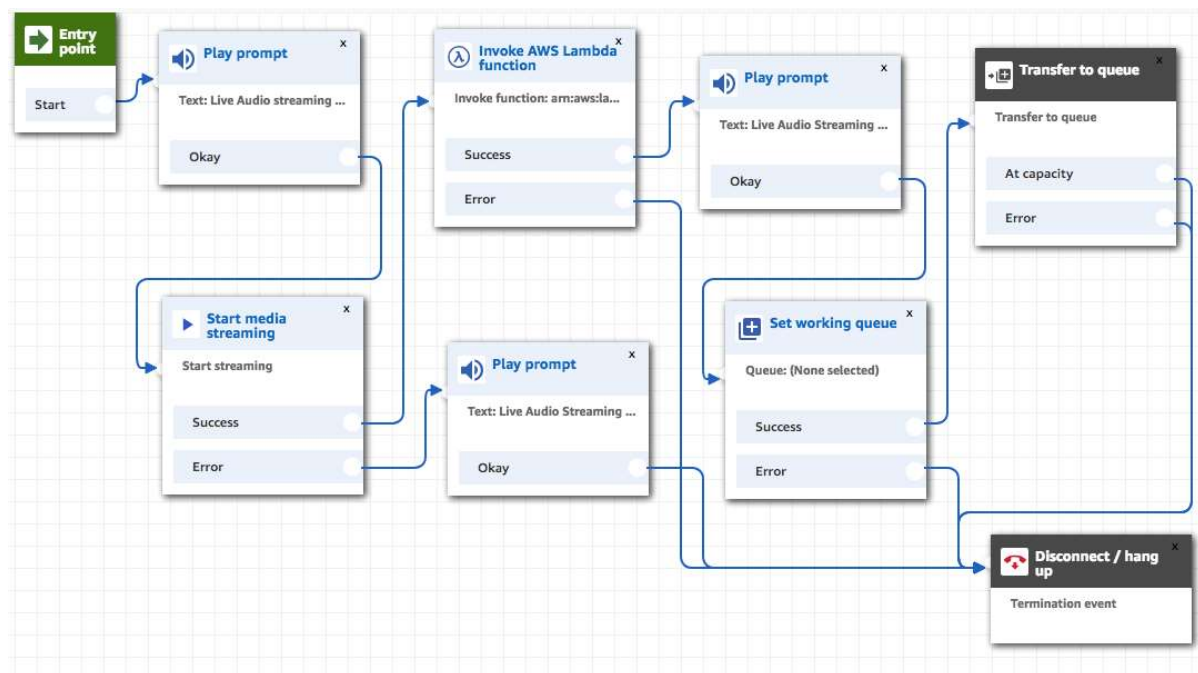 Entry
point
Start
Play prompt
x
Text: Live Audio streaming ...
Okay
Invoke AWS Lambda
function
x
Invoke function: arn:aws:la...
Success
Error
Play prompt
x
Text: Live Audio Streaming ...
Okay
Transfer to queue
x
Transfer to queue
At capacity
Error
Start media
streaming
x
Start streaming
Success
Error
Play prompt
x
Text: Live Audio Streaming ...
Okay
Set working queue
x
Queue: (None selected)
Success
Error
Disconnect / hang
up
x
Termination event